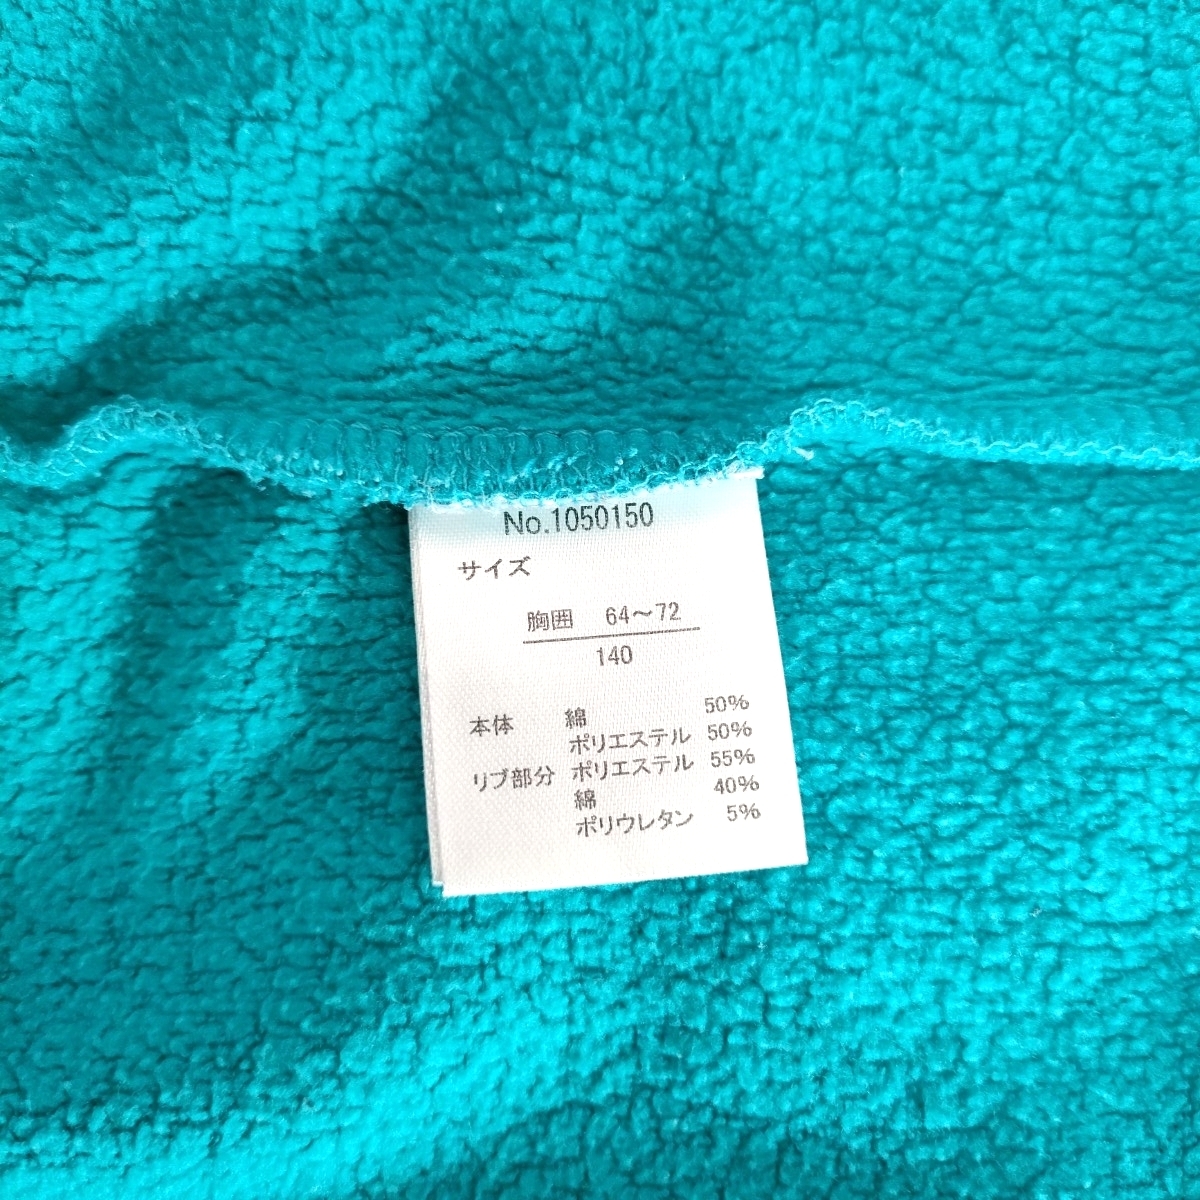 No.1050150
サイズ
胸囲 64～72
140
本体 綿 50%
ポリエステル 50%
リブ部分 ポリエステル 55%
綿 40%
ポリウレタン 5%